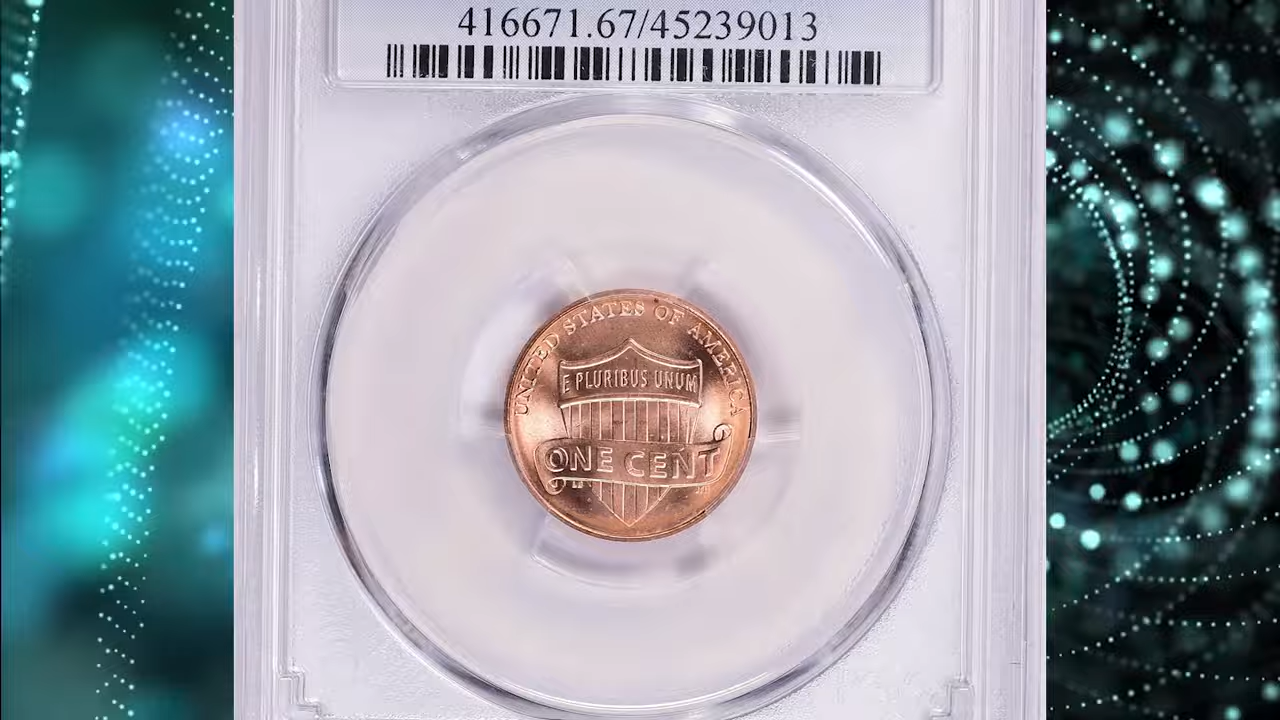 416671.67/45239013
UNITED STATES OF AMERICA
E PLURIBUS UNUM
ONE CENT